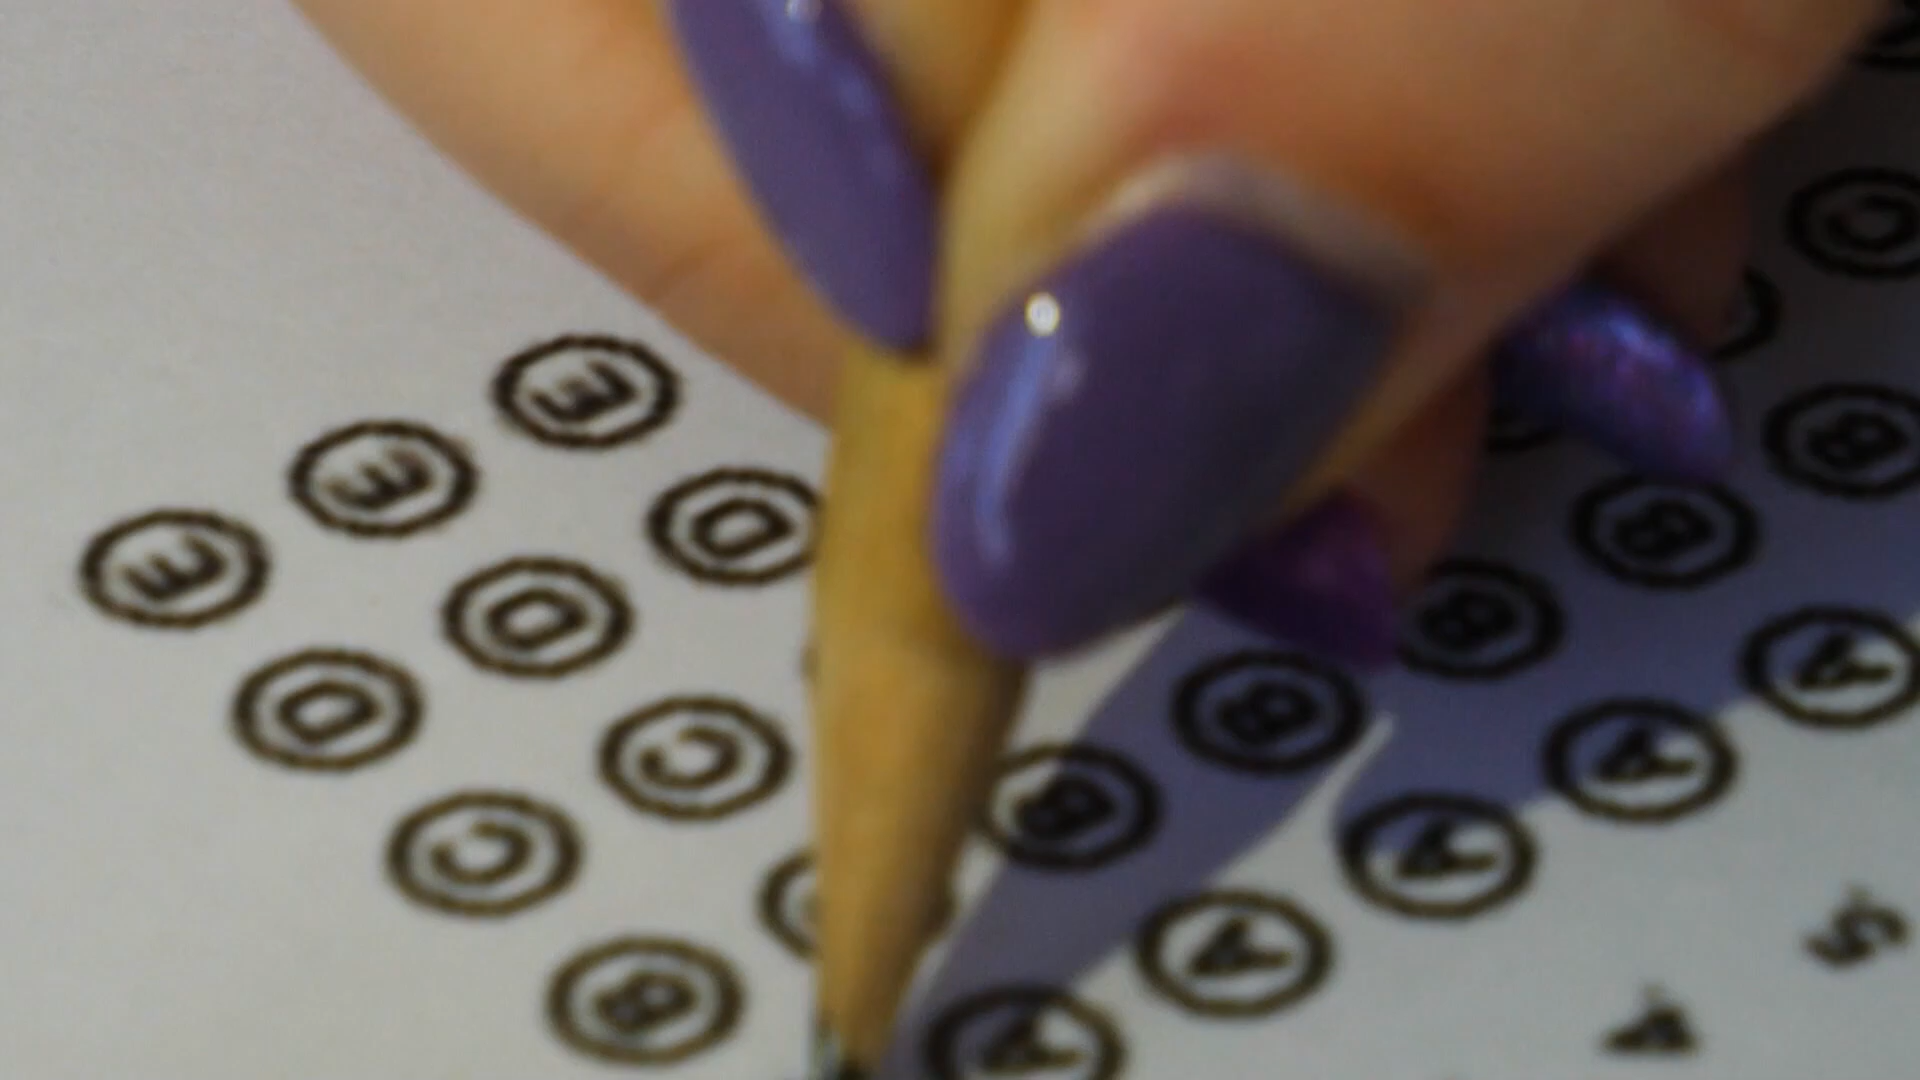 B C D E
A C D E
A B D E
4 A B
5 A B
A B
B
C